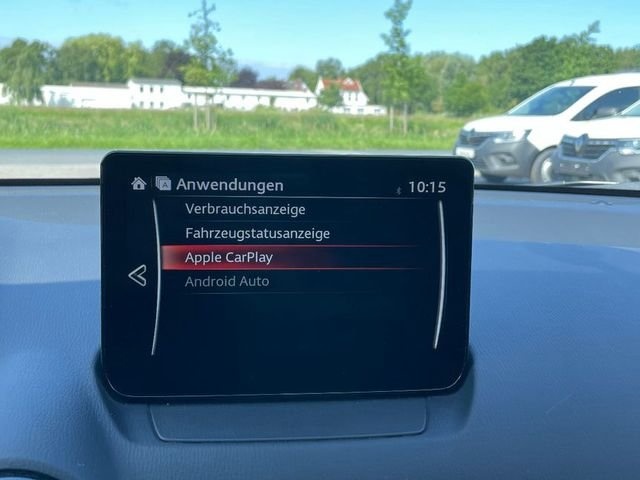 Anwendungen
10:15
Verbrauchsanzeige
Fahrzeugstatusanzeige
Apple CarPlay
Android Auto